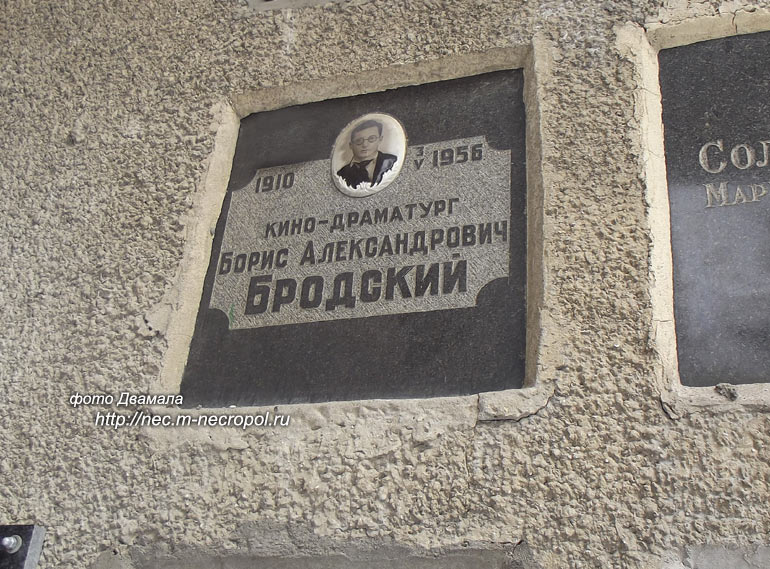 1910
3
V 1956
КИНО-ДРАМАТУРГ
БОРИС АЛЕКСАНДРОВИЧ
БРОДСКИЙ
фото Двамала
http://nec.m-necropol.ru